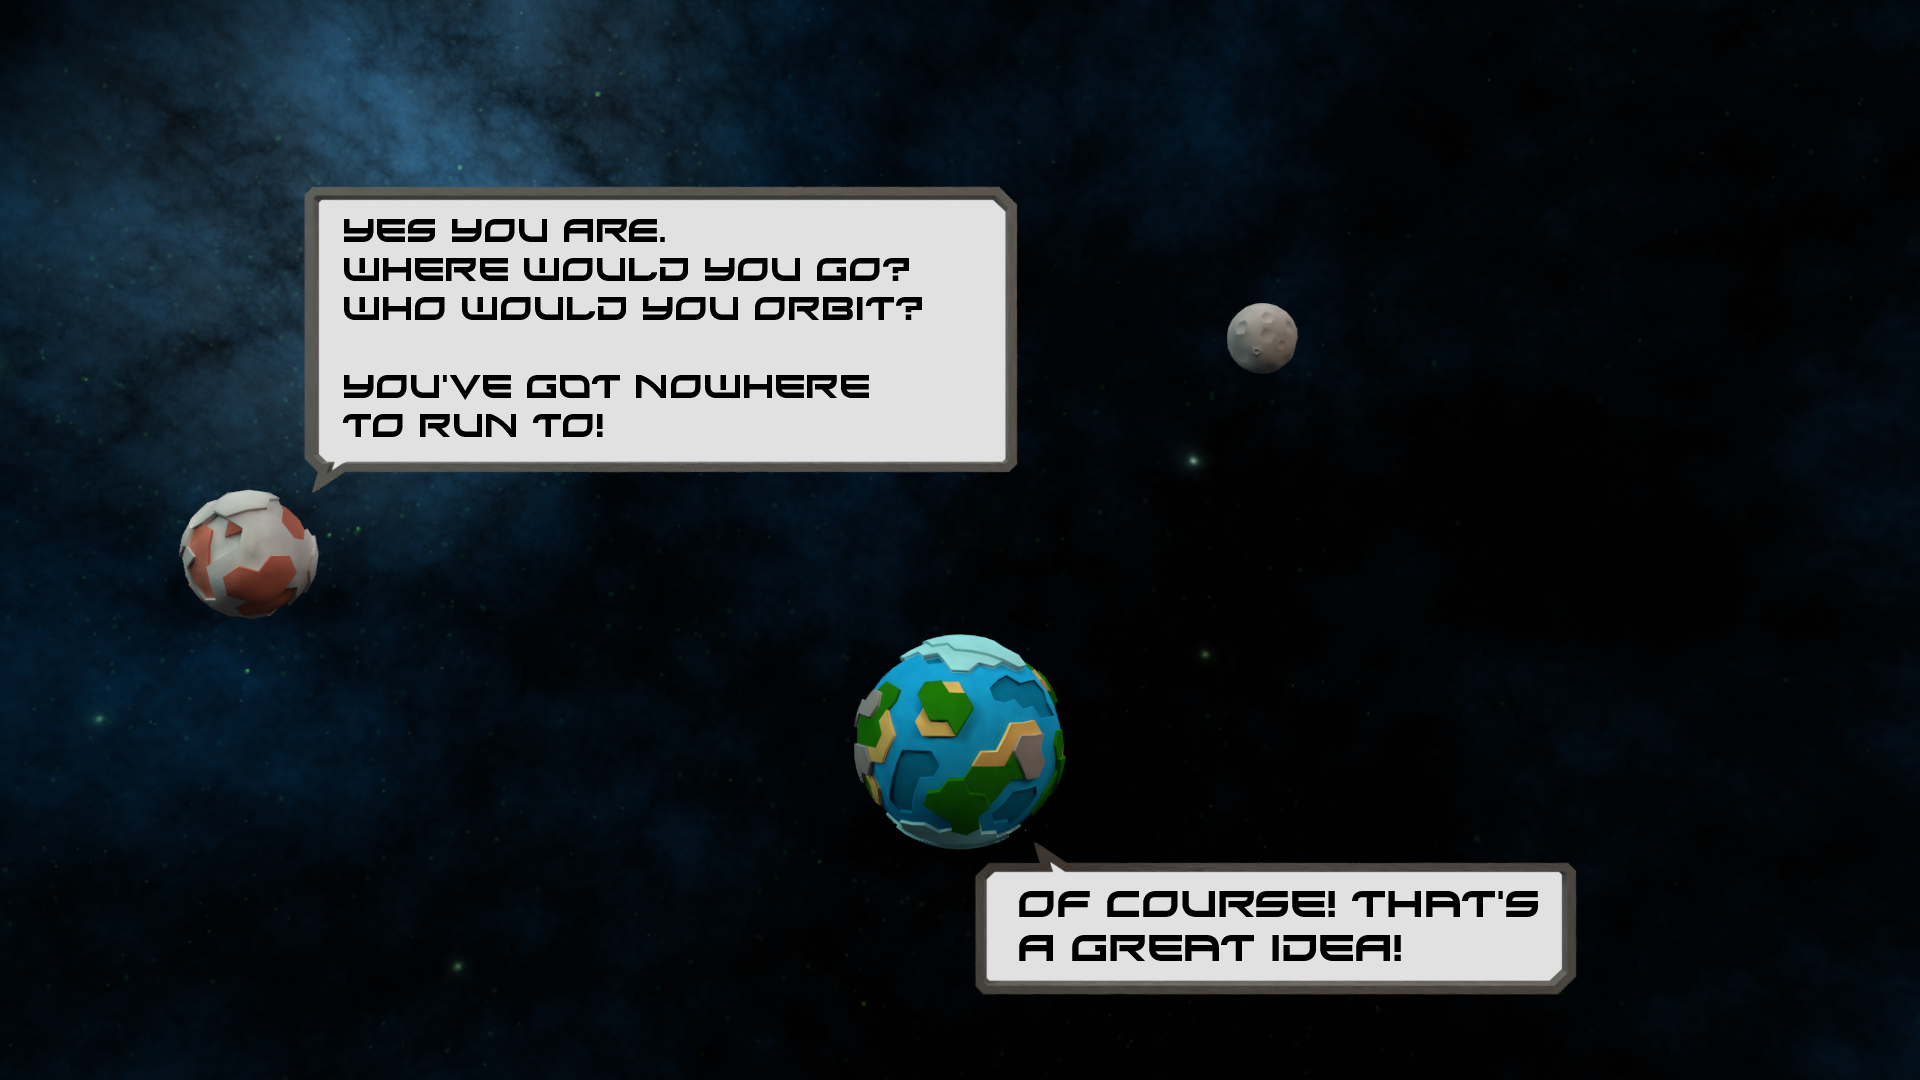 YES YOU ARE.
WHERE WOULD YOU GO?
WHO WOULD YOU ORBIT?
YOU'VE GOT NOWHERE
TO RUN TO!
OF COURSE! THAT'S
A GREAT IDEA!